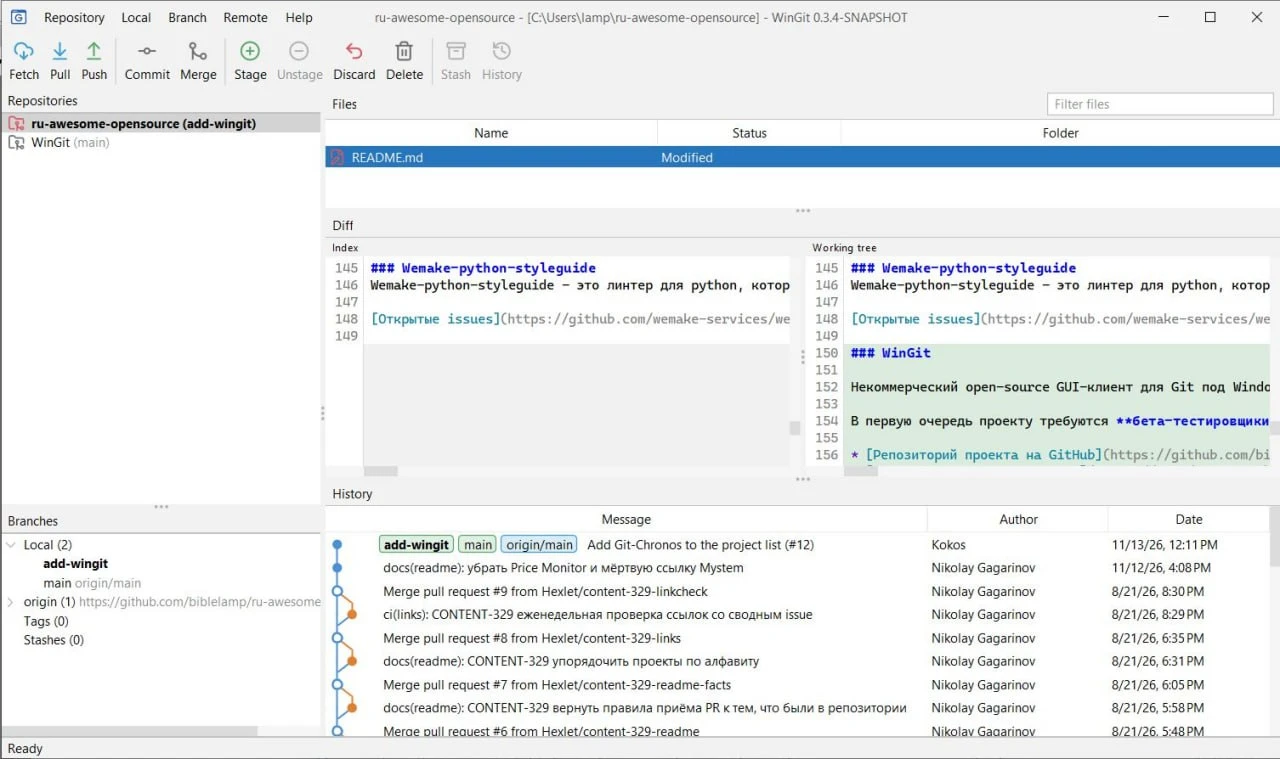 ru-awesome-opensource - [C:\Users\lamp\ru-awesome-opensource] - WinGit 0.3.4-SNAPSHOT
Repository Local Branch Remote Help
Fetch Pull Push Commit Merge Stage Unstage Discard Delete Stash History
Repositories
ru-awesome-opensource (add-wingit)
WinGit (main)
Files
Filter files
Name Status Folder
README.md Modified
Diff
Index
145 ### Wemake-python-styleguide
146 Wemake-python-styleguide – это линтер для python, котор
147
148 [Открытые issues](https://github.com/wemake-services/we
149
Working tree
145 ### Wemake-python-styleguide
146 Wemake-python-styleguide – это линтер для python, котор
147
148 [Открытые issues](https://github.com/wemake-services/we
149
150 ### WinGit
151
152 Некоммерческий open-source GUI-клиент для Git под Windo
153
154 В первую очередь проекту требуются **бета-тестировщики
155
156 * [Репозиторий проекта на GitHub](https://github.com/bi
Branches
Local (2)
add-wingit
main origin/main
origin (1) https://github.com/biblelamp/ru-awesome
Tags (0)
Stashes (0)
History
Message Author Date
add-wingit main origin/main Add Git-Chronos to the project list (#12) Kokos 11/13/26, 12:11 PM
docs(readme): убрать Price Monitor и мёртвую ссылку Mystem Nikolay Gagarinov 11/12/26, 4:08 PM
Merge pull request #9 from Hexlet/content-329-linkcheck Nikolay Gagarinov 8/21/26, 8:30 PM
ci(links): CONTENT-329 еженедельная проверка ссылок со сводным issue Nikolay Gagarinov 8/21/26, 8:29 PM
Merge pull request #8 from Hexlet/content-329-links Nikolay Gagarinov 8/21/26, 6:35 PM
docs(readme): CONTENT-329 упорядочить проекты по алфавиту Nikolay Gagarinov 8/21/26, 6:31 PM
Merge pull request #7 from Hexlet/content-329-readme-facts Nikolay Gagarinov 8/21/26, 6:05 PM
docs(readme): CONTENT-329 вернуть правила приёма PR к тем, что были в репозитории Nikolay Gagarinov 8/21/26, 5:58 PM
Merge pull request #6 from Hexlet/content-329-readme Nikolay Gagarinov 8/21/26, 5:48 PM
Ready